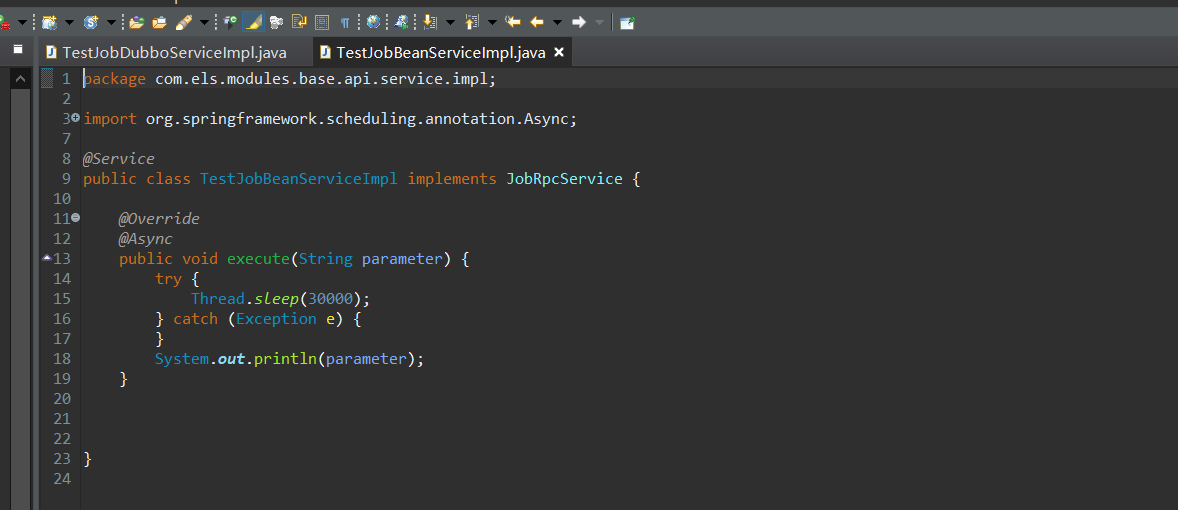 TestJobDubboServiceImpl.java
TestJobBeanServiceImpl.java
1 package com.els.modules.base.api.service.impl;
2
3 import org.springframework.scheduling.annotation.Async;
7
8 @Service
9 public class TestJobBeanServiceImpl implements JobRpcService {
10
11 @Override
12 @Async
13 public void execute(String parameter) {
14 try {
15 Thread.sleep(30000);
16 } catch (Exception e) {
17 }
18 System.out.println(parameter);
19 }
20
21
22
23 }
24